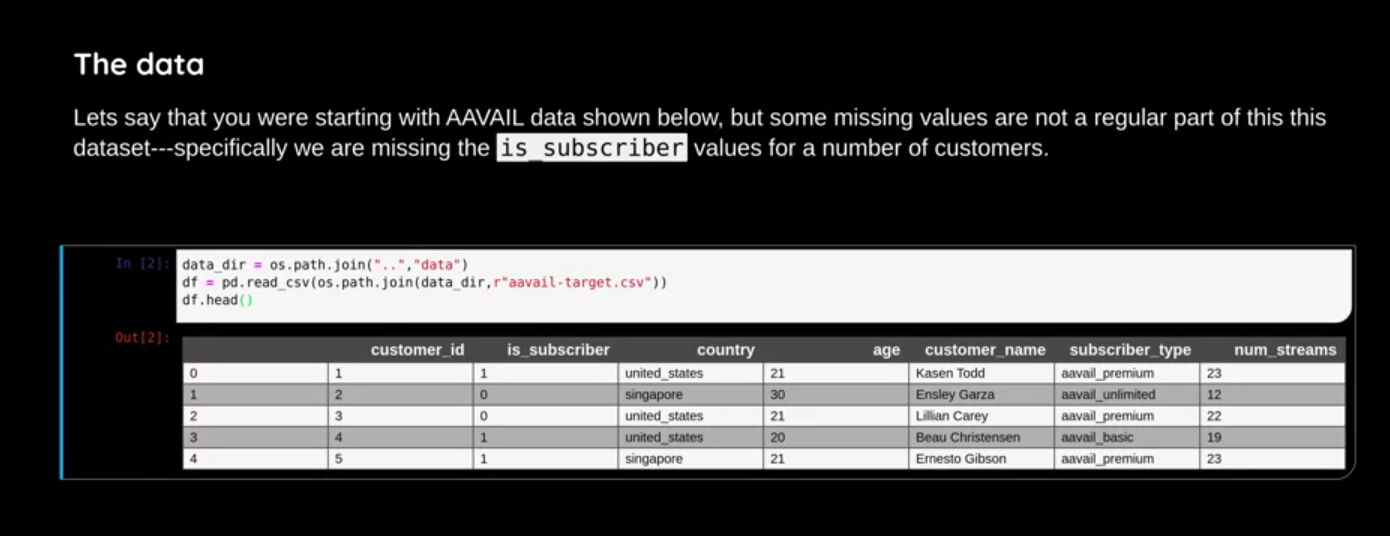 The data
Lets say that you were starting with AAVAIL data shown below, but some missing values are not a regular part of this this
dataset---specifically we are missing the is_subscriber values for a number of customers.
In [2]: data_dir = os.path.join("..","data")
df = pd.read_csv(os.path.join(data_dir,r"aavail-target.csv"))
df.head()
Out[2]:
customer_id is_subscriber country age customer_name subscriber_type num_streams
0 1 1 united_states 21 Kasen Todd aavail_premium 23
1 2 0 singapore 30 Ensley Garza aavail_unlimited 12
2 3 0 united_states 21 Lillian Carey aavail_premium 22
3 4 1 united_states 20 Beau Christensen aavail_basic 19
4 5 1 singapore 21 Ernesto Gibson aavail_premium 23